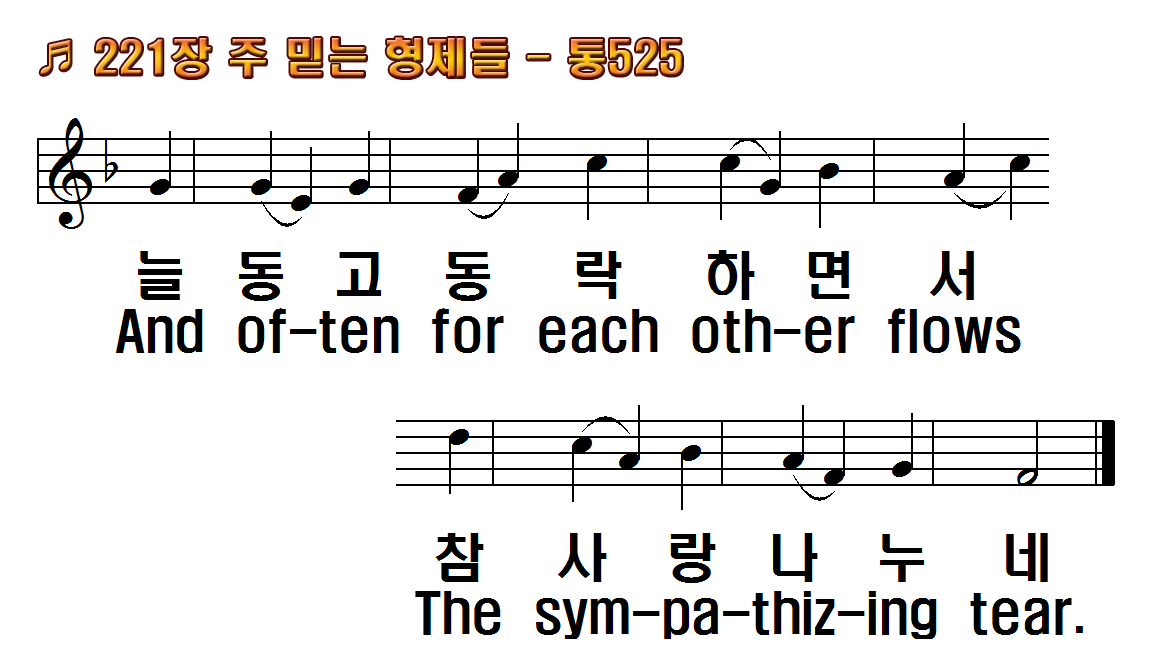 ♬ 221장 주 믿는 형제들 - 통525
늘 동 고 동 락 하 면 서
And of-ten for each oth-er flows
참 사 랑 나 누 네
The sym-pa-thiz-ing tear.